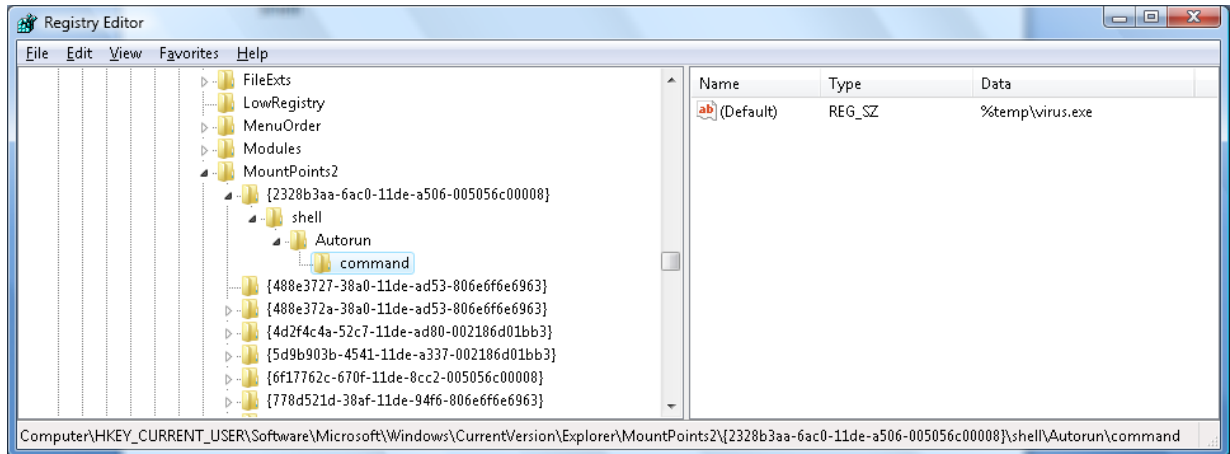 Registry Editor
File Edit View Favorites Help
FileExts
LowRegistry
MenuOrder
Modules
MountPoints2
{2328b3aa-6ac0-11de-a506-005056c00008}
shell
Autorun
command
{488e3727-38a0-11de-ad53-806e6f6e6963}
{488e372a-38a0-11de-ad53-806e6f6e6963}
{4d2f4c4a-52c7-11de-ad80-002186d01bb3}
{5d9b903b-4541-11de-a337-002186d01bb3}
{6f17762c-670f-11de-8cc2-005056c00008}
{778d521d-38af-11de-94f6-806e6f6e6963}
Name Type Data
ab (Default) REG_SZ %temp\virus.exe
Computer\HKEY_CURRENT_USER\Software\Microsoft\Windows\CurrentVersion\Explorer\MountPoints2\{2328b3aa-6ac0-11de-a506-005056c00008}\shell\Autorun\command